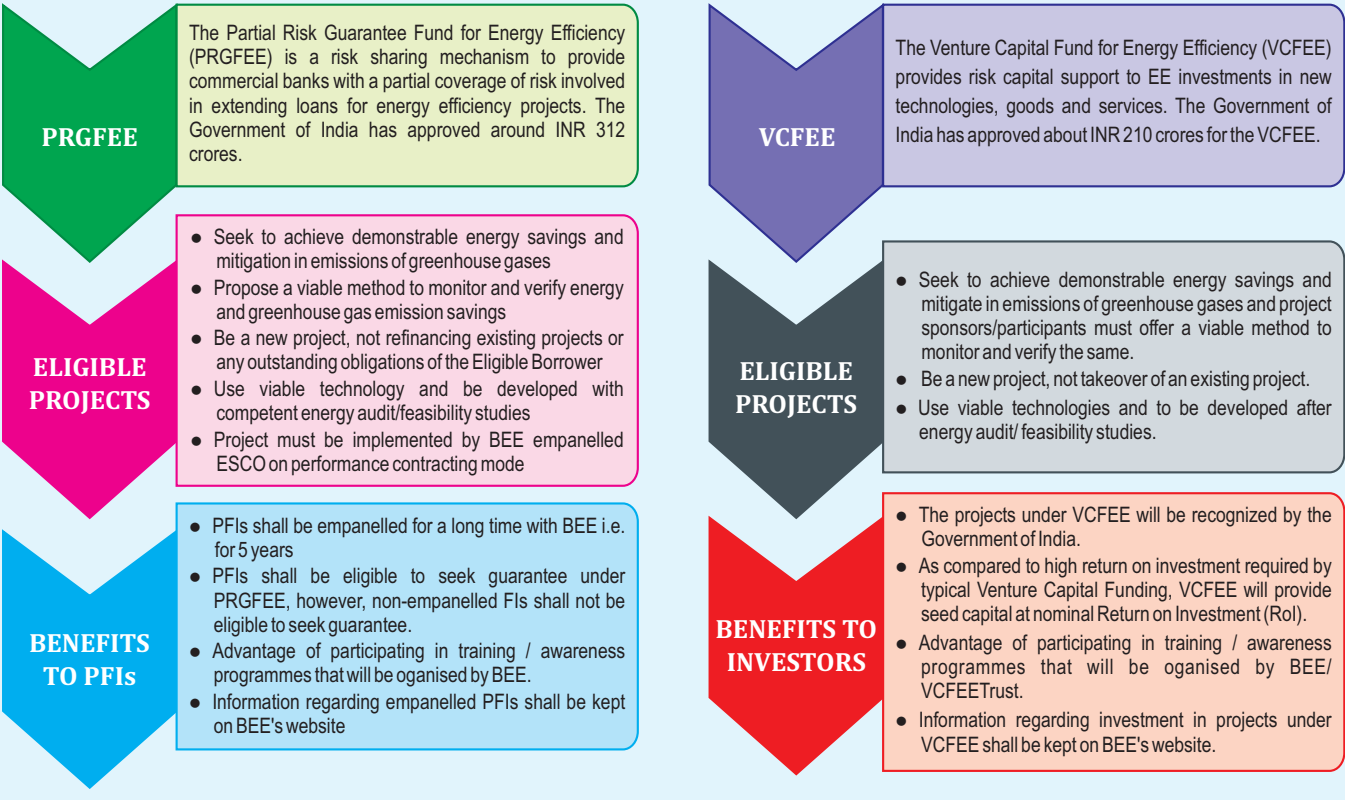 PRGFEE
The Partial Risk Guarantee Fund for Energy Efficiency
(PRGFEE) is a risk sharing mechanism to provide
commercial banks with a partial coverage of risk involved
in extending loans for energy efficiency projects. The
Government of India has approved around INR 312
crores.
ELIGIBLE
PROJECTS
● Seek to achieve demonstrable energy savings and
mitigation in emissions of greenhouse gases
● Propose a viable method to monitor and verify energy
and greenhouse gas emission savings
● Be a new project, not refinancing existing projects or
any outstanding obligations of the Eligible Borrower
● Use viable technology and be developed with
competent energy audit/feasibility studies
● Project must be implemented by BEE empanelled
ESCO on performance contracting mode
BENEFITS
TO PFIs
● PFIs shall be empanelled for a long time with BEE i.e.
for 5 years
● PFIs shall be eligible to seek guarantee under
PRGFEE, however, non-empanelled FIs shall not be
eligible to seek guarantee.
● Advantage of participating in training / awareness
programmes that will be oganised by BEE.
● Information regarding empanelled PFIs shall be kept
on BEE's website
VCFEE
The Venture Capital Fund for Energy Efficiency (VCFEE)
provides risk capital support to EE investments in new
technologies, goods and services. The Government of
India has approved about INR 210 crores for the VCFEE.
ELIGIBLE
PROJECTS
● Seek to achieve demonstrable energy savings and
mitigate in emissions of greenhouse gases and project
sponsors/participants must offer a viable method to
monitor and verify the same.
● Be a new project, not takeover of an existing project.
● Use viable technologies and to be developed after
energy audit/ feasibility studies.
BENEFITS TO
INVESTORS
● The projects under VCFEE will be recognized by the
Government of India.
● As compared to high return on investment required by
typical Venture Capital Funding, VCFEE will provide
seed capital at nominal Return on Investment (RoI).
● Advantage of participating in training / awareness
programmes that will be oganised by BEE/
VCFEETrust.
● Information regarding investment in projects under
VCFEE shall be kept on BEE's website.